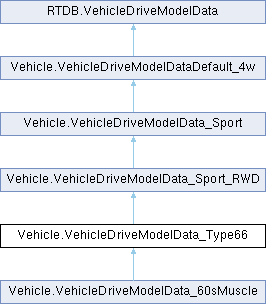 RTDB.VehicleDriveModelData
Vehicle.VehicleDriveModelDataDefault_4w
Vehicle.VehicleDriveModelData_Sport
Vehicle.VehicleDriveModelData_Sport_RWD
Vehicle.VehicleDriveModelData_Type66
Vehicle.VehicleDriveModelData_60sMuscle